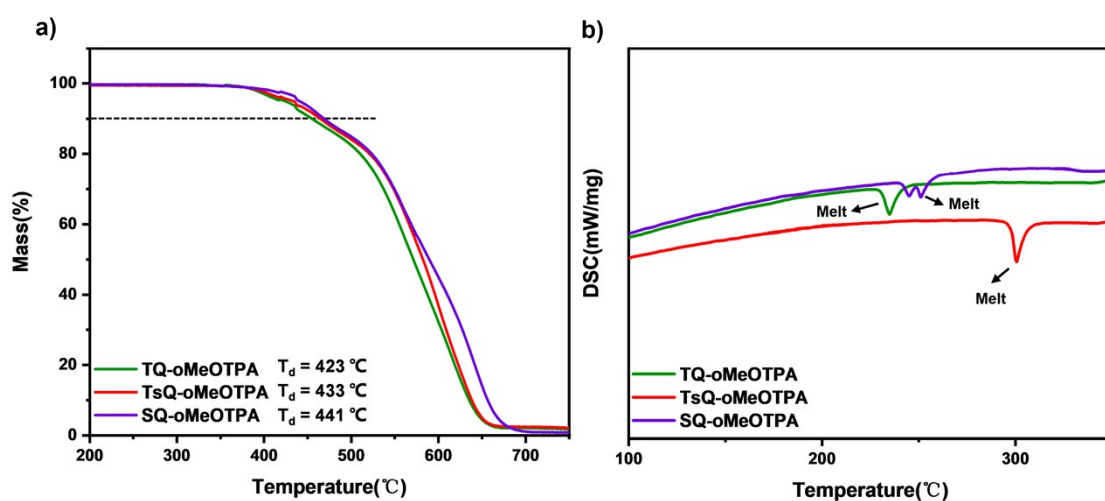 a)
Mass(%)
100
80
60
40
20
0
TQ-oMeOTPA T_d = 423 ℃
TsQ-oMeOTPA T_d = 433 ℃
SQ-oMeOTPA T_d = 441 ℃
200 300 400 500 600 700
Temperature(℃)
b)
DSC(mW/mg)
Melt
Melt
Melt
TQ-oMeOTPA
TsQ-oMeOTPA
SQ-oMeOTPA
100 200 300
Temperature(℃)